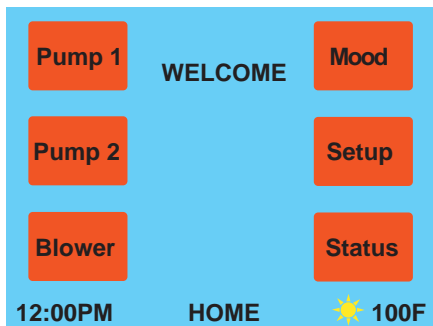 Pump 1
WELCOME
Mood
Pump 2
Setup
Blower
Status
12:00PM HOME 100F